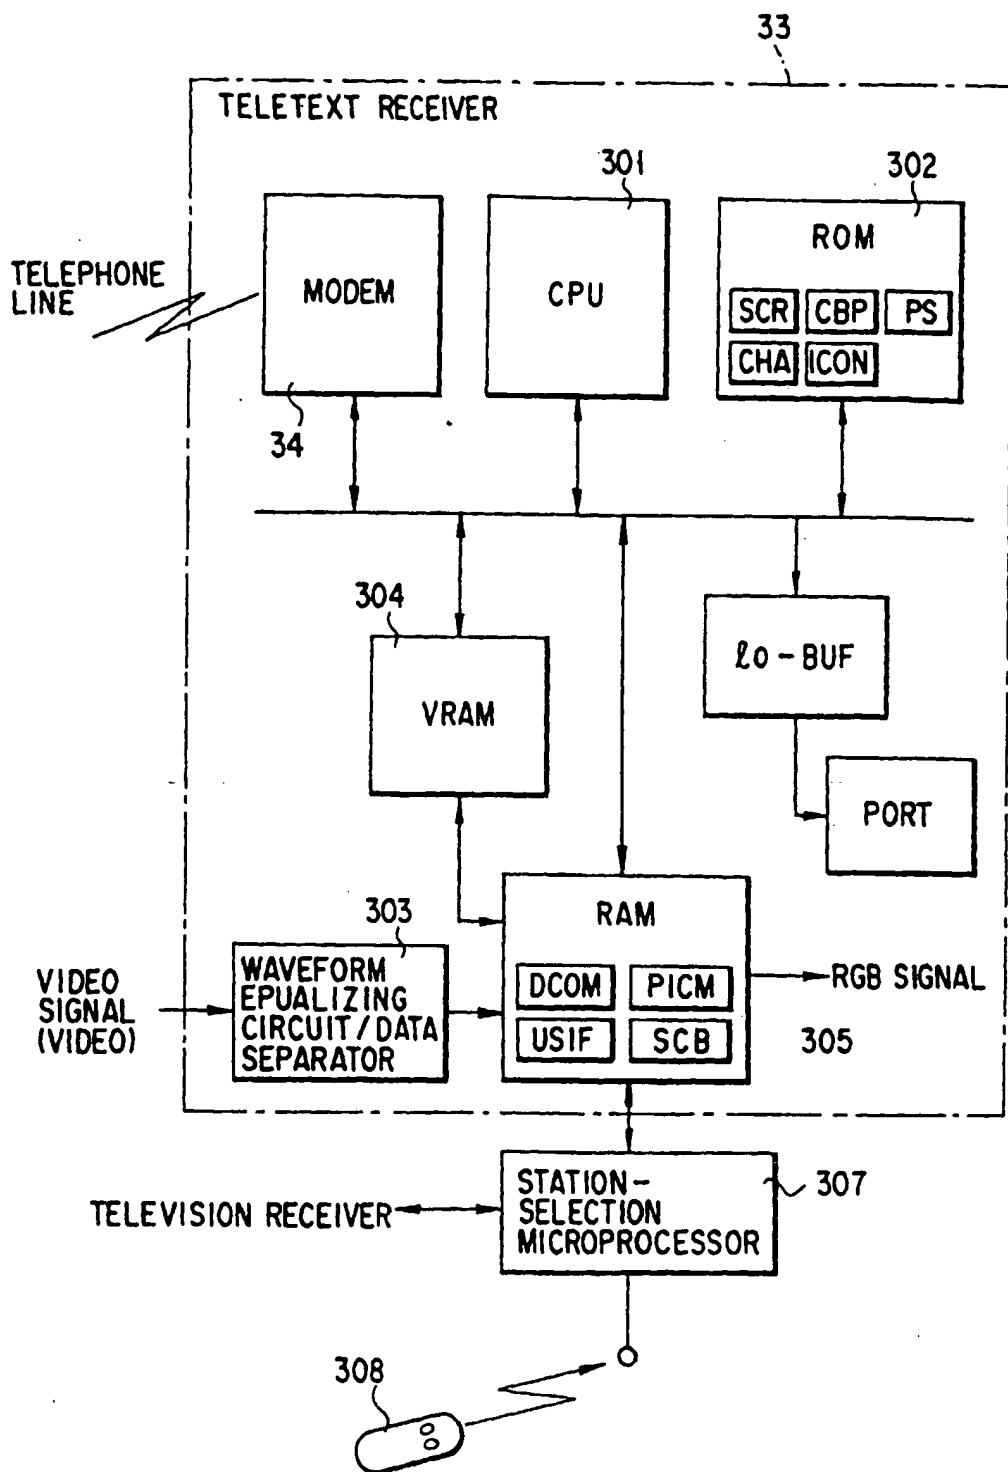 33
TELETEXT RECEIVER
301
302
MODEM
CPU
ROM
SCR CBP PS
CHA ICON
TELEPHONE
LINE
34
304
VRAM
ℓo-BUF
PORT
303
WAVEFORM
EPUALIZING
CIRCUIT/DATA
SEPARATOR
VIDEO
SIGNAL
(VIDEO)
RAM
DCOM PICM
USIF SCB
RGB SIGNAL
305
STATION-
SELECTION
MICROPROCESSOR
307
TELEVISION RECEIVER
308